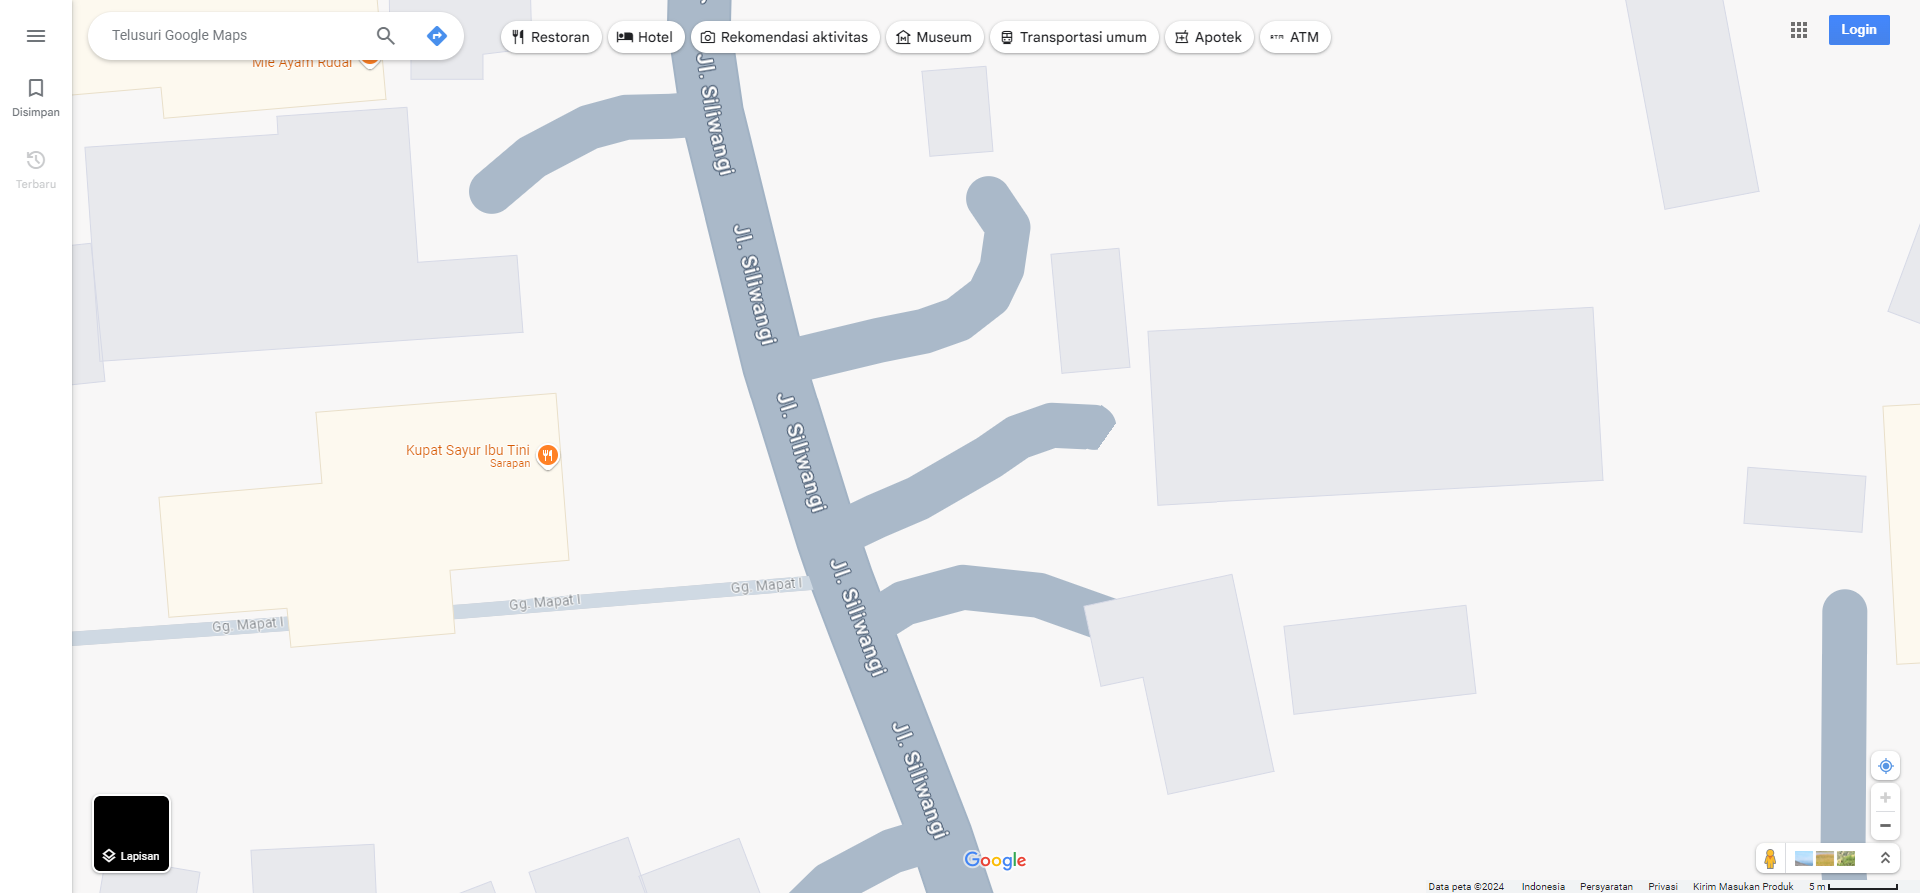 Telusuri Google Maps
Restoran
Hotel
Rekomendasi aktivitas
Museum
Transportasi umum
Apotek
ATM
Login
Disimpan
Terbaru
Mie Ayam Rudal
Jl. Siliwangi
Jl. Siliwangi
Jl. Siliwangi
Kupat Sayur Ibu Tini
Sarapan
Gg. Mapat I
Gg. Mapat I
Gg. Mapat I
Jl. Siliwangi
Jl. Siliwangi
Lapisan
Google
Data peta ©2024
Indonesia
Persyaratan
Privasi
Kirim Masukan Produk
5 m